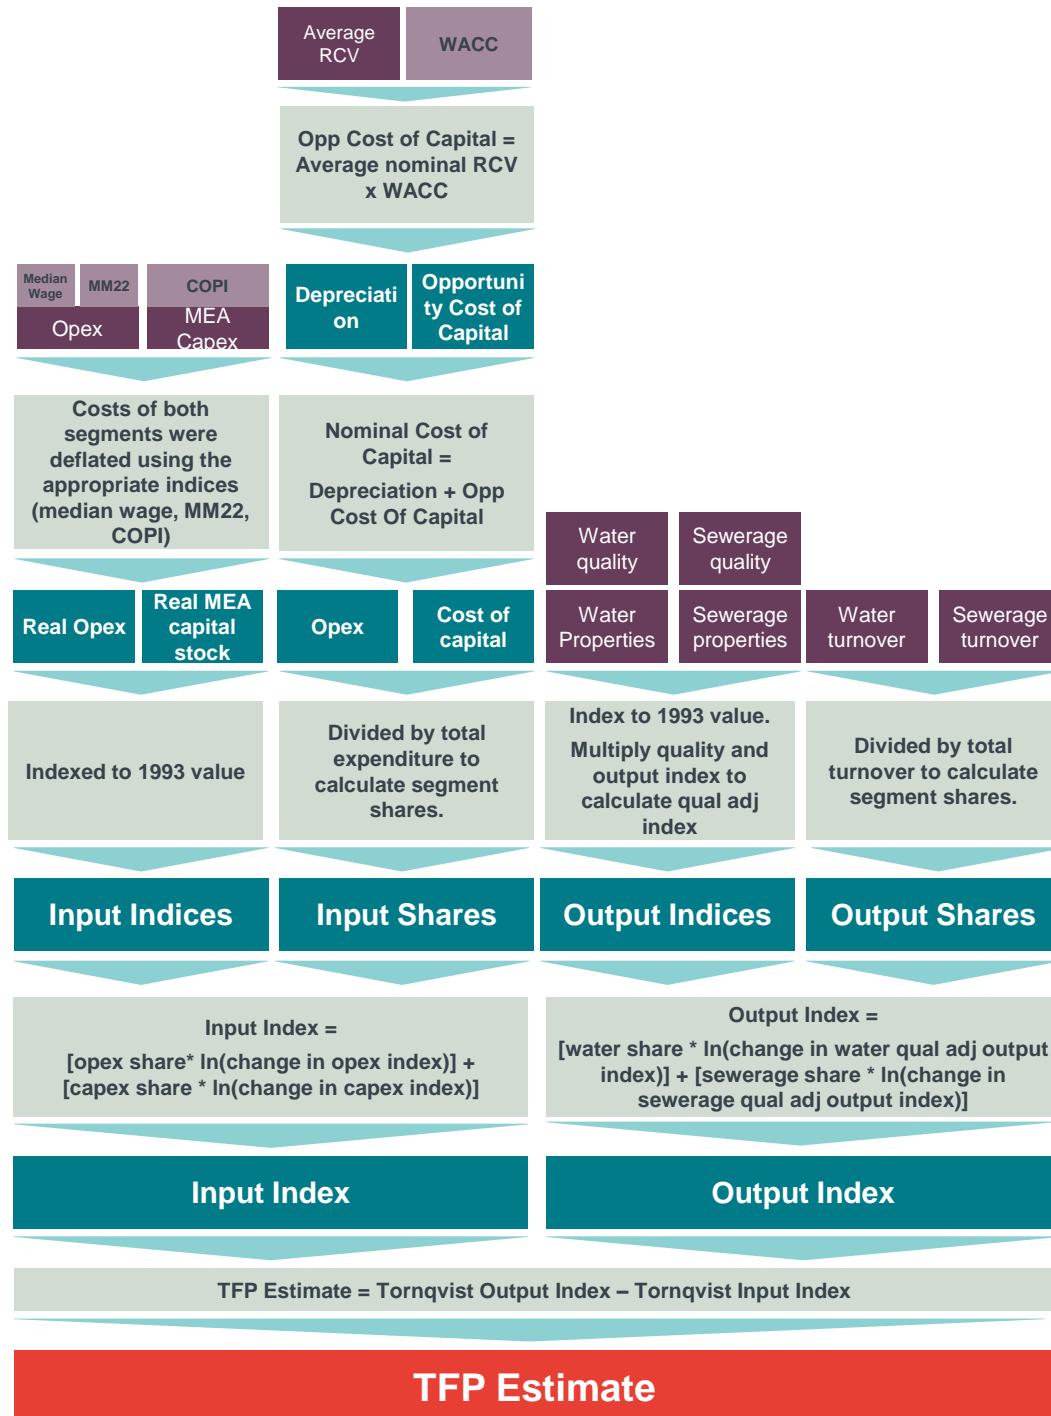 Average
RCV
WACC
Opp Cost of Capital =
Average nominal RCV
x WACC
Median
Wage
MM22
COPI
Opex
MEA
Capex
Depreciati
on
Opportuni
ty Cost of
Capital
Costs of both
segments were
deflated using the
appropriate indices
(median wage, MM22,
COPI)
Nominal Cost of
Capital =
Depreciation + Opp
Cost Of Capital
Water
quality
Sewerage
quality
Real Opex
Real MEA
capital
stock
Opex
Cost of
capital
Water
Properties
Sewerage
properties
Water
turnover
Sewerage
turnover
Indexed to 1993 value
Divided by total
expenditure to
calculate segment
shares.
Index to 1993 value.
Multiply quality and
output index to
calculate qual adj
index
Divided by total
turnover to calculate
segment shares.
Input Indices
Input Shares
Output Indices
Output Shares
Input Index =
[opex share* ln(change in opex index)] +
[capex share * ln(change in capex index)]
Output Index =
[water share * ln(change in water qual adj output
index)] + [sewerage share * ln(change in
sewerage qual adj output index)]
Input Index
Output Index
TFP Estimate = Tornqvist Output Index – Tornqvist Input Index
TFP Estimate